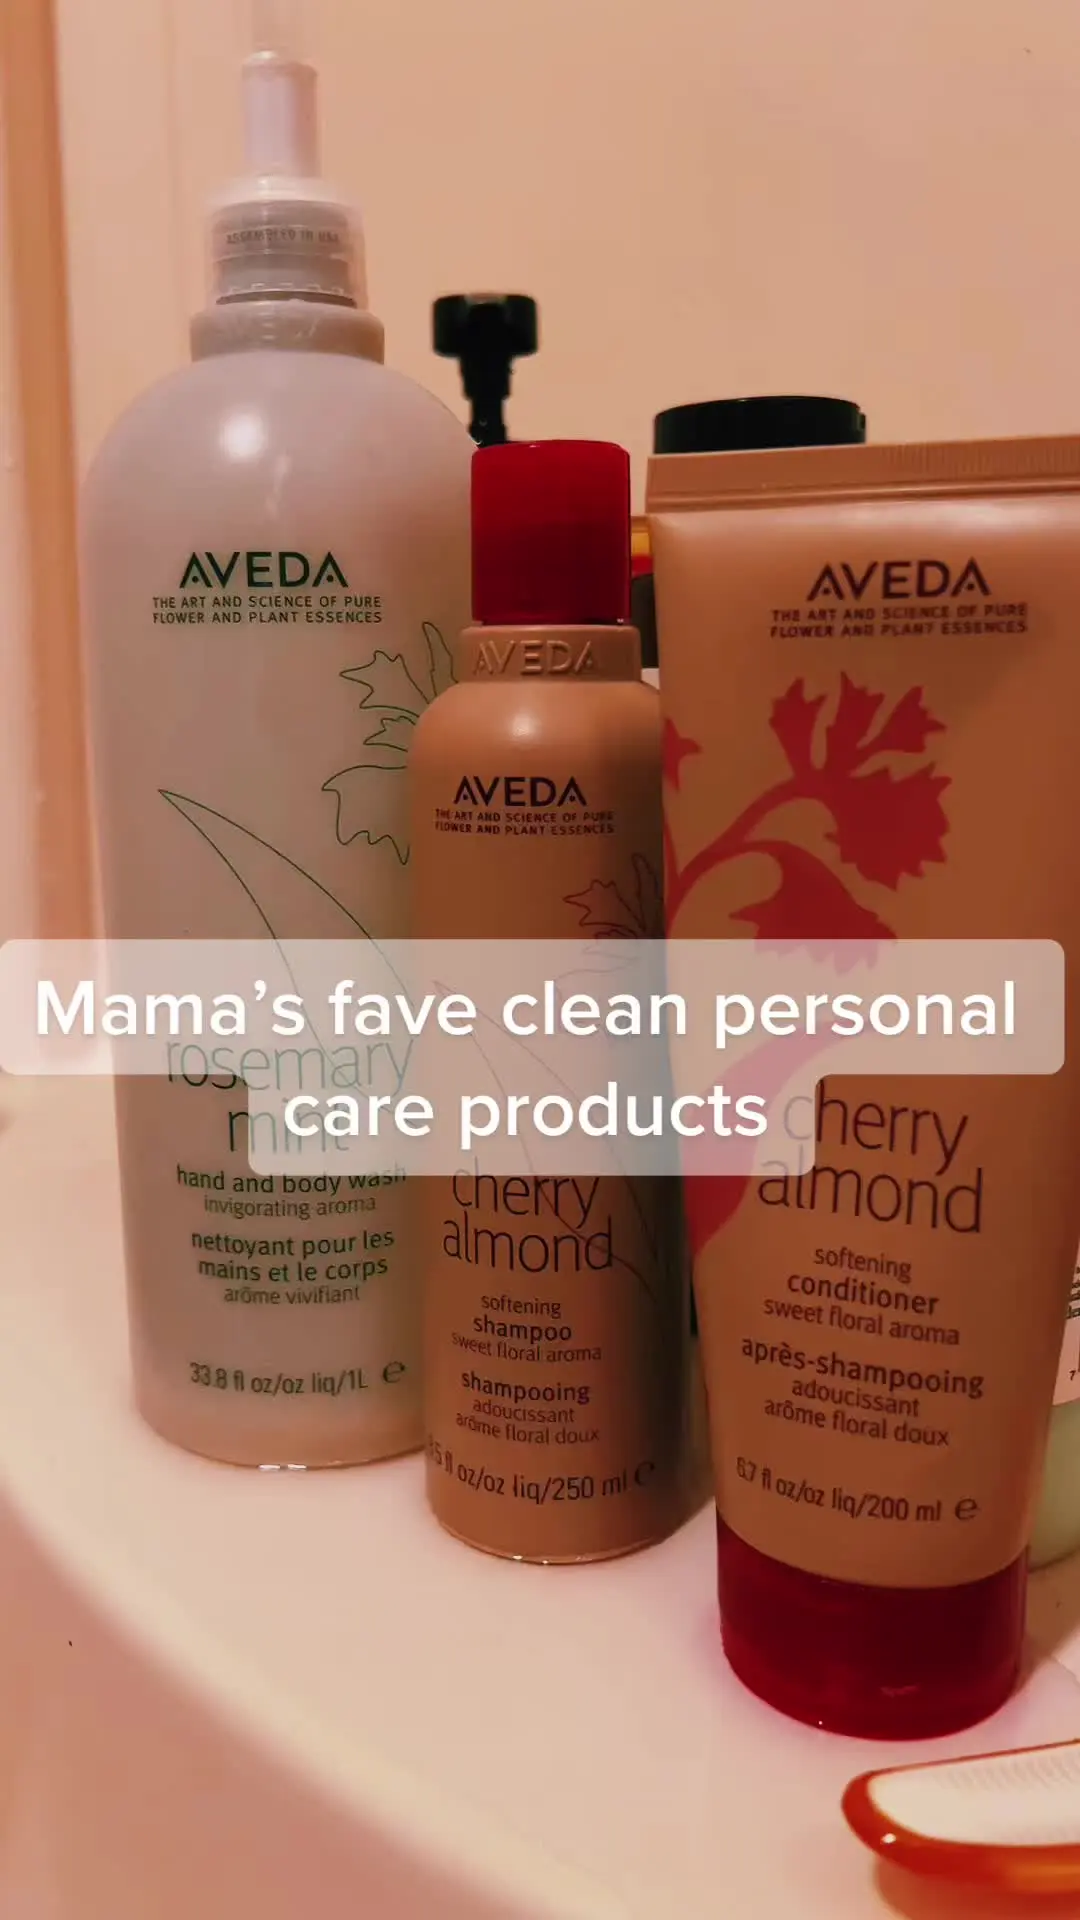 ASSEMBLED IN USA
AVEDA
THE ART AND SCIENCE OF PURE
FLOWER AND PLANT ESSENCES
rosemary
mint
hand and body wash
invigorating aroma
nettoyant pour les
mains et le corps
arôme vivifiant
33.8 fl oz/oz liq/1L e
AVEDA
AVEDA
THE ART AND SCIENCE OF PURE
FLOWER AND PLANT ESSENCES
cherry
almond
softening
shampoo
sweet floral aroma
shampooing
adoucissant
arôme floral doux
8.5 fl oz/oz liq/250 ml e
AVEDA
THE ART AND SCIENCE OF PURE
FLOWER AND PLANT ESSENCES
cherry
almond
softening
conditioner
sweet floral aroma
après-shampooing
adoucissant
arôme floral doux
6.7 fl oz/oz liq/200 ml e
Mama’s fave clean personal
care products